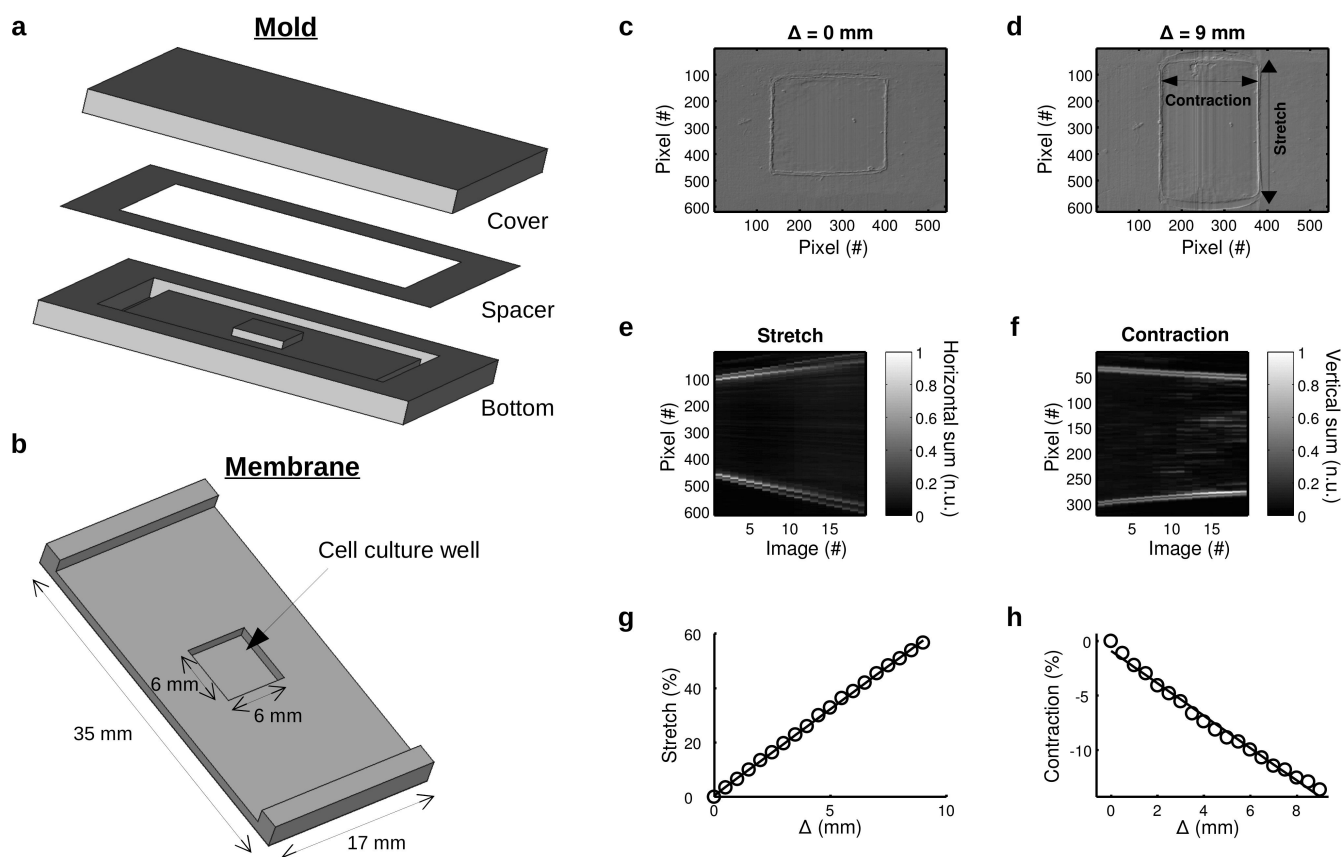 a
Mold
Cover
Spacer
Bottom
b
Membrane
Cell culture well
6 mm
6 mm
35 mm
17 mm
c
Δ = 0 mm
100
200
300
400
500
600
Pixel (#)
100 200 300 400 500
Pixel (#)
d
Δ = 9 mm
Contraction
Stretch
100
200
300
400
500
600
Pixel (#)
100 200 300 400 500
Pixel (#)
e
Stretch
100
200
300
400
500
600
Pixel (#)
5 10 15
Image (#)
1
0.8
0.6
0.4
0.2
0
Horizontal sum (n.u.)
f
Contraction
50
100
150
200
250
300
Pixel (#)
5 10 15
Image (#)
1
0.8
0.6
0.4
0.2
0
Vertical sum (n.u.)
g
60
40
20
0
Stretch (%)
0 5 10
Δ (mm)
h
0
-5
-10
Contraction (%)
0 2 4 6 8
Δ (mm)